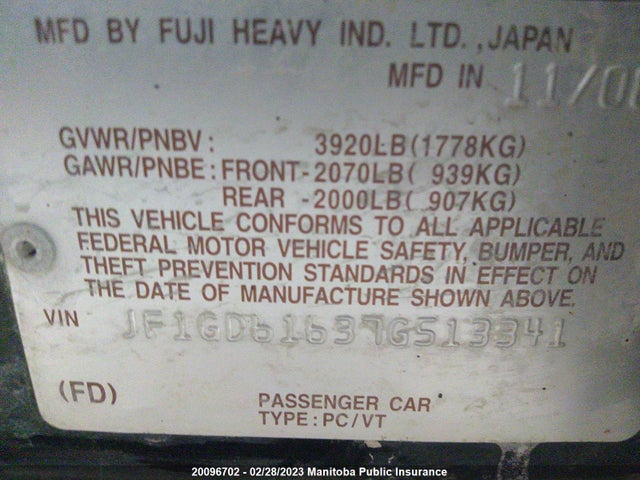 MFD BY FUJI HEAVY IND. LTD., JAPAN
MFD IN 11/06
GVWR/PNBV: 3920LB(1778KG)
GAWR/PNBE: FRONT-2070LB( 939KG)
REAR -2000LB( 907KG)
THIS VEHICLE CONFORMS TO ALL APPLICABLE
FEDERAL MOTOR VEHICLE SAFETY, BUMPER, AND
THEFT PREVENTION STANDARDS IN EFFECT ON
THE DATE OF MANUFACTURE SHOWN ABOVE.
VIN JF1GD61637G513341
(FD) PASSENGER CAR
TYPE: PC/VT
20096702 - 02/28/2023 Manitoba Public Insurance